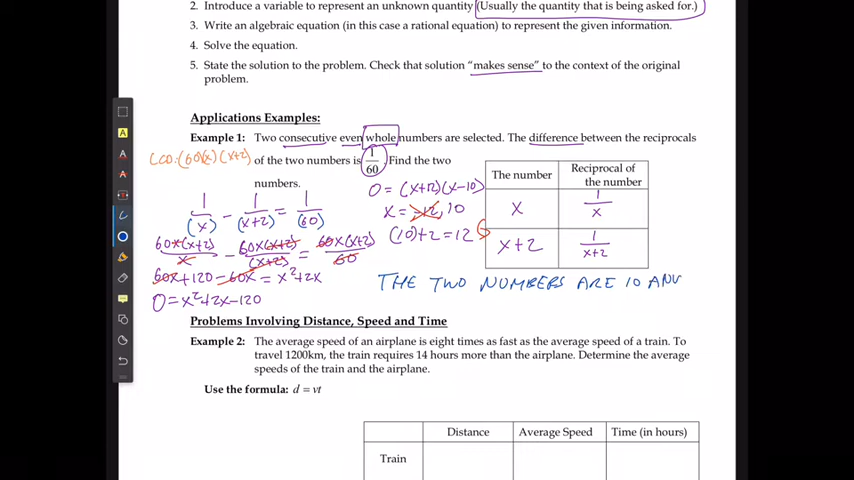 2. Introduce a variable to represent an unknown quantity (Usually the quantity that is being asked for.)
3. Write an algebraic equation (in this case a rational equation) to represent the given information.
4. Solve the equation.
5. State the solution to the problem. Check that solution "makes sense" to the context of the original
problem.
Applications Examples:
Example 1: Two consecutive even whole numbers are selected. The difference between the reciprocals
of the two numbers is 1/60. Find the two
numbers.
LCD: (60)(x)(x+2)
1/(x) - 1/(x+2) = 1/(60)
60x(x+2)/x - 60x(x+2)/(x+2) = 60x(x+2)/60
60x+120-60x = x²+2x
0=x²+2x-120
0=(x+12)(x-10)
x=-12, 10
(10)+2=12
The number Reciprocal of the number
x 1/x
x+2 1/x+2
THE TWO NUMBERS ARE 10 AND
Problems Involving Distance, Speed and Time
Example 2: The average speed of an airplane is eight times as fast as the average speed of a train. To
travel 1200km, the train requires 14 hours more than the airplane. Determine the average
speeds of the train and the airplane.
Use the formula: d = vt
Distance Average Speed Time (in hours)
Train